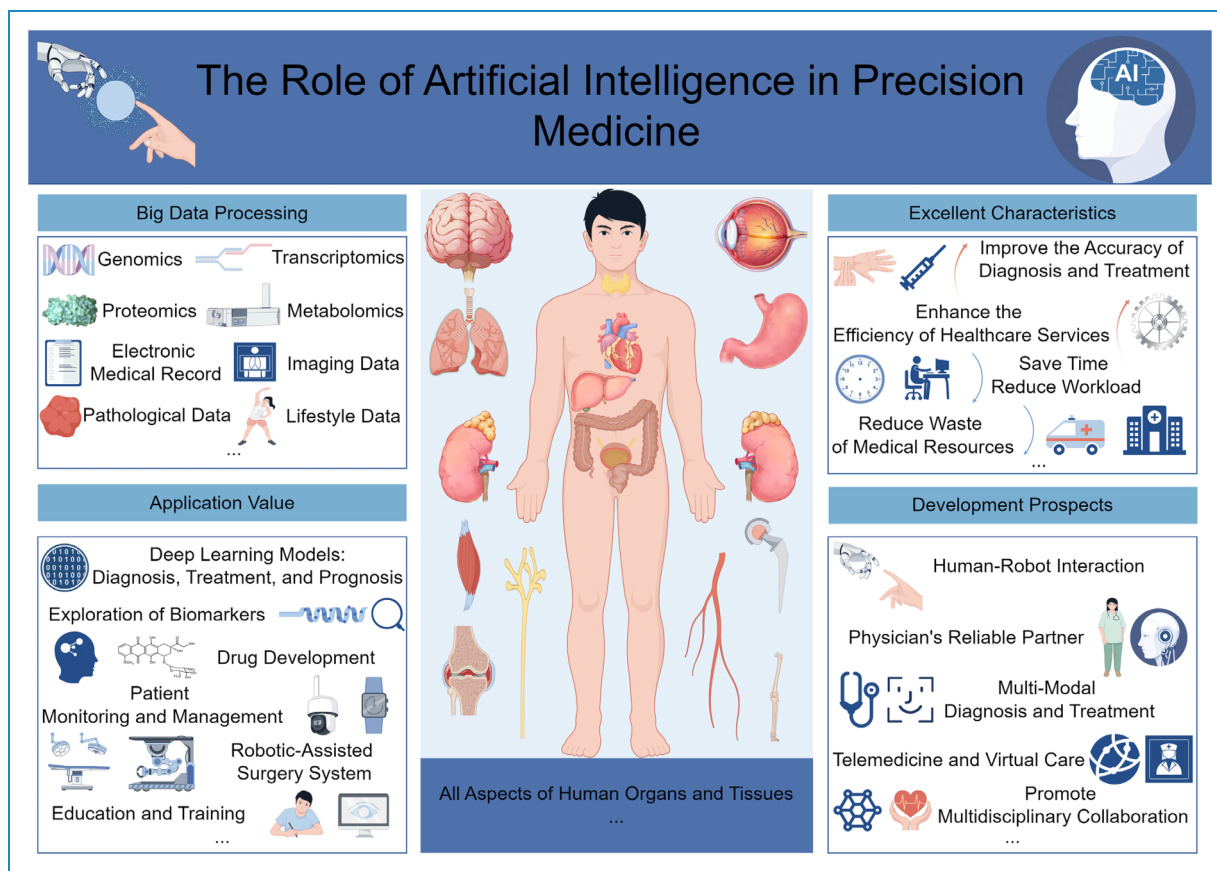 The Role of Artificial Intelligence in Precision
Medicine
AI
Big Data Processing
Genomics
Transcriptomics
Proteomics
Metabolomics
Electronic
Medical Record
Imaging Data
Pathological Data
Lifestyle Data
...
Application Value
Deep Learning Models:
Diagnosis, Treatment, and Prognosis
Exploration of Biomarkers
Drug Development
Patient
Monitoring and Management
Robotic-Assisted
Surgery System
Education and Training
...
All Aspects of Human Organs and Tissues
...
Excellent Characteristics
Improve the Accuracy of
Diagnosis and Treatment
Enhance the
Efficiency of Healthcare Services
Save Time
Reduce Workload
Reduce Waste
of Medical Resources
...
Development Prospects
Human-Robot Interaction
Physician's Reliable Partner
Multi-Modal
Diagnosis and Treatment
Telemedicine and Virtual Care
Promote
Multidisciplinary Collaboration
...